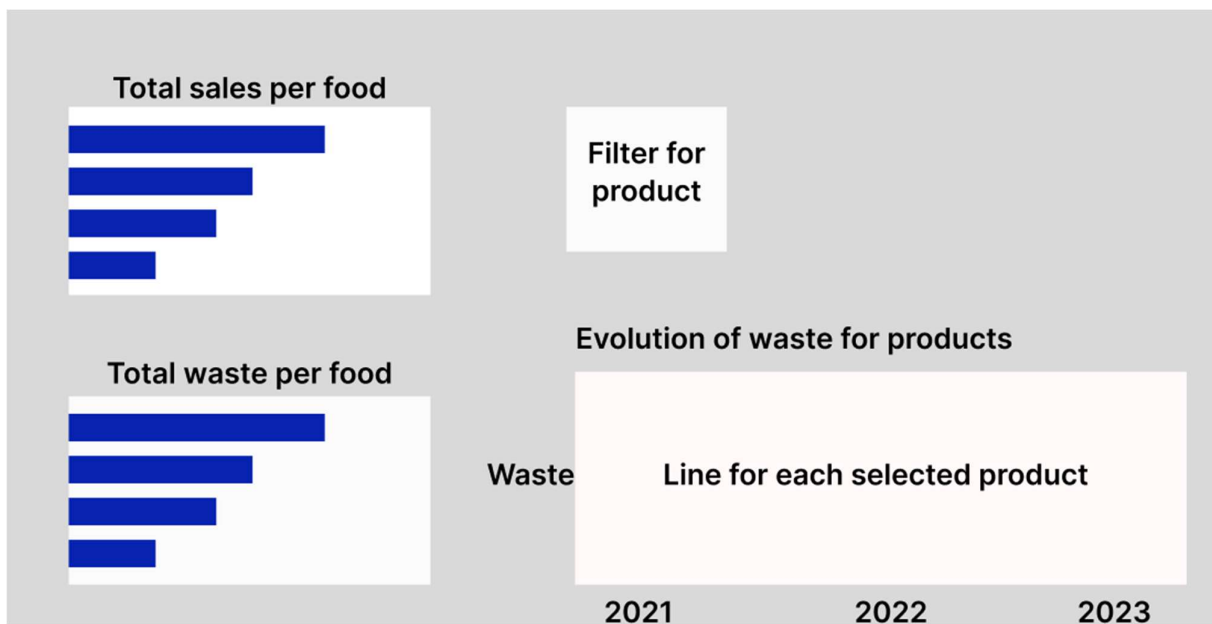 Total sales per food
Filter for
product
Evolution of waste for products
Total waste per food
Waste
Line for each selected product
2021
2022
2023